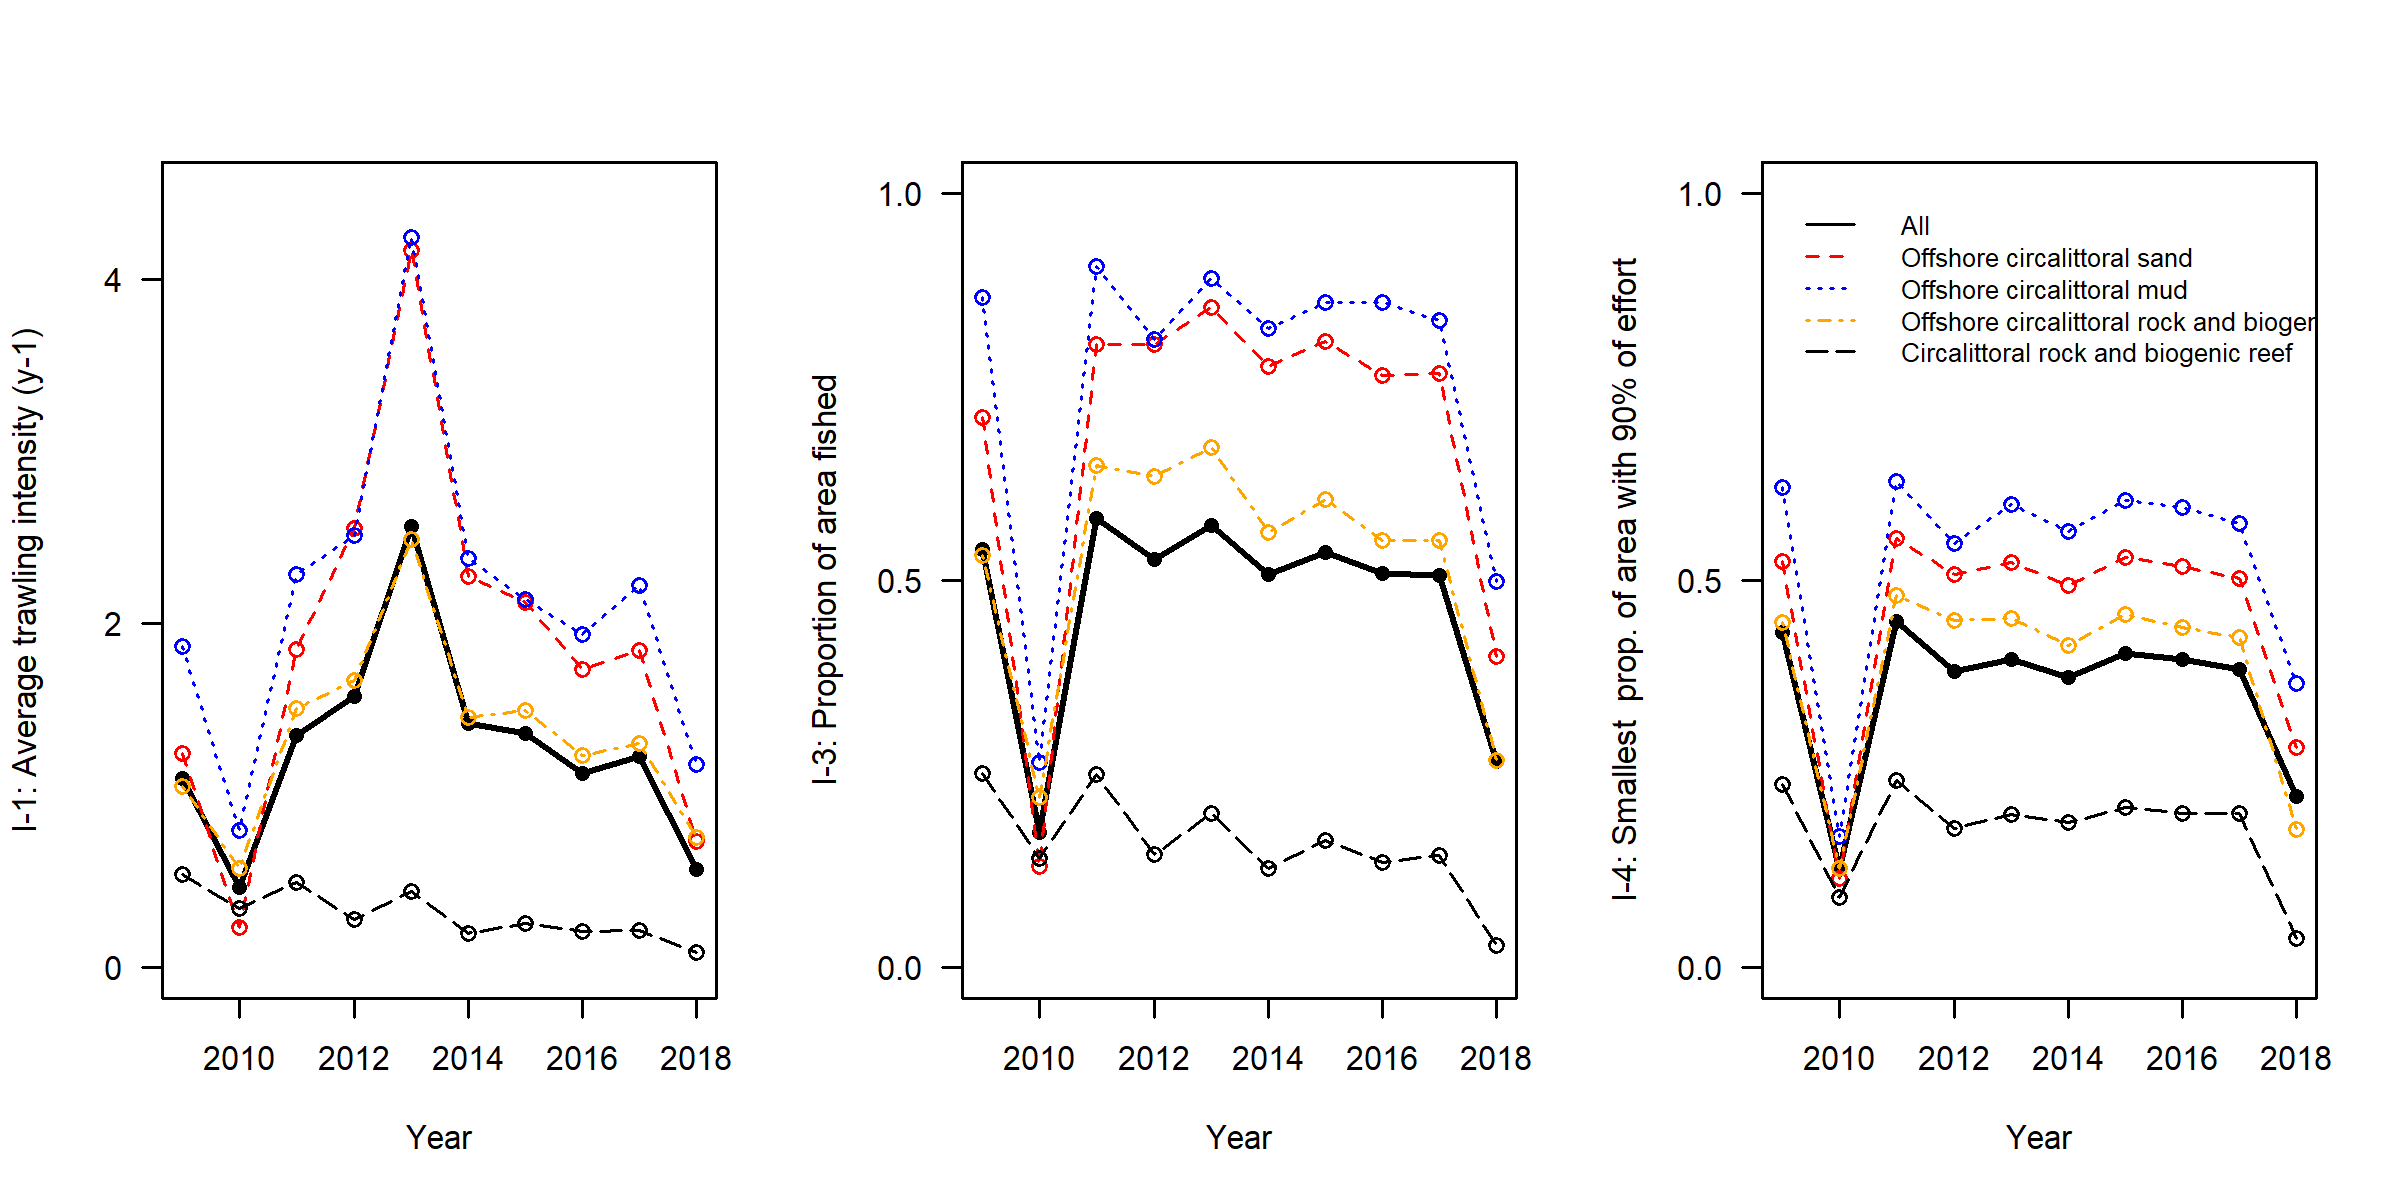 I-1: Average trawling intensity (y-1)
4
2
0
2010 2012 2014 2016 2018
Year
I-3: Proportion of area fished
1.0
0.5
0.0
2010 2012 2014 2016 2018
Year
I-4: Smallest prop. of area with 90% of effort
1.0
0.5
0.0
All
Offshore circalittoral sand
Offshore circalittoral mud
Offshore circalittoral rock and bioger
Circalittoral rock and biogenic reef
2010 2012 2014 2016 2018
Year